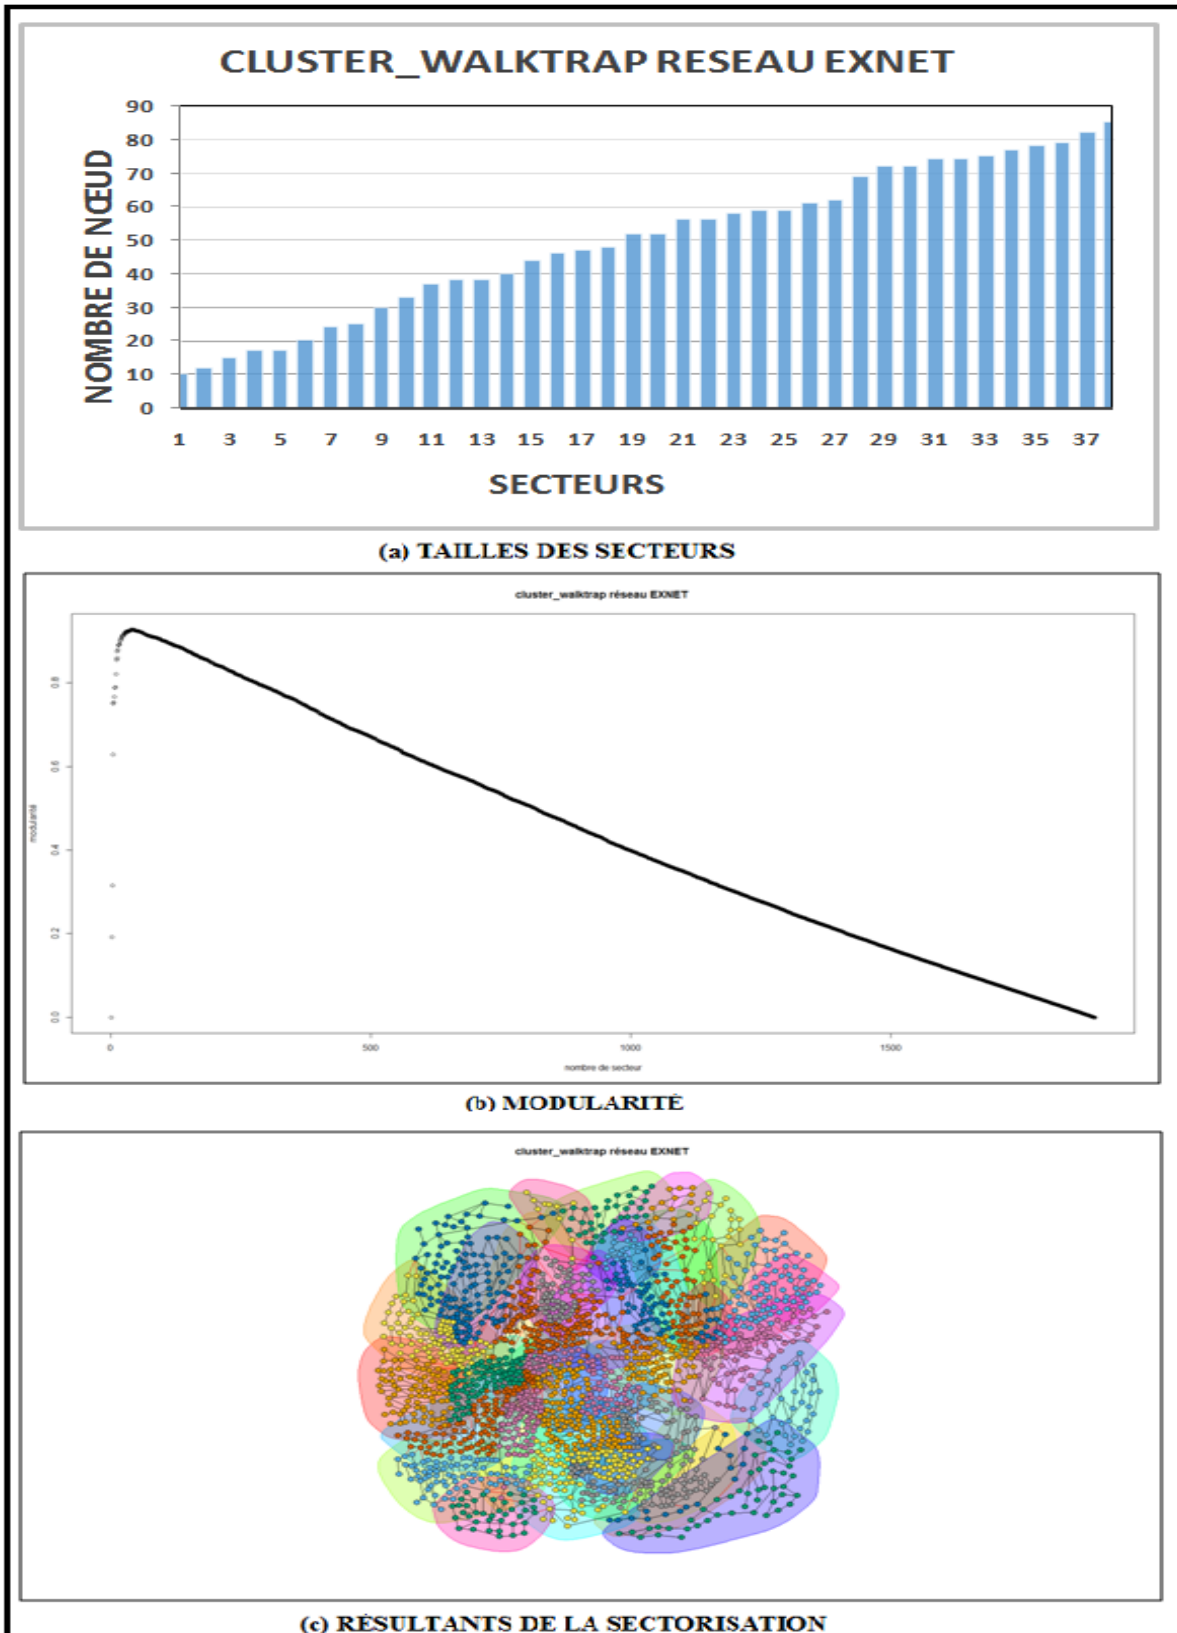 CLUSTER_WALKTRAP RESEAU EXNET
NOMBRE DE NŒUD
90
80
70
60
50
40
30
20
10
0
1 3 5 7 9 11 13 15 17 19 21 23 25 27 29 31 33 35 37
SECTEURS
(a) TAILLES DES SECTEURS
cluster_walktrap réseau EXNET
modularité
0.8
0.6
0.4
0.2
0.0
0 500 1000 1500
nombre de secteur
(b) MODULARITÉ
cluster_walktrap réseau EXNET
(c) RÉSULTANTS DE LA SECTORISATION